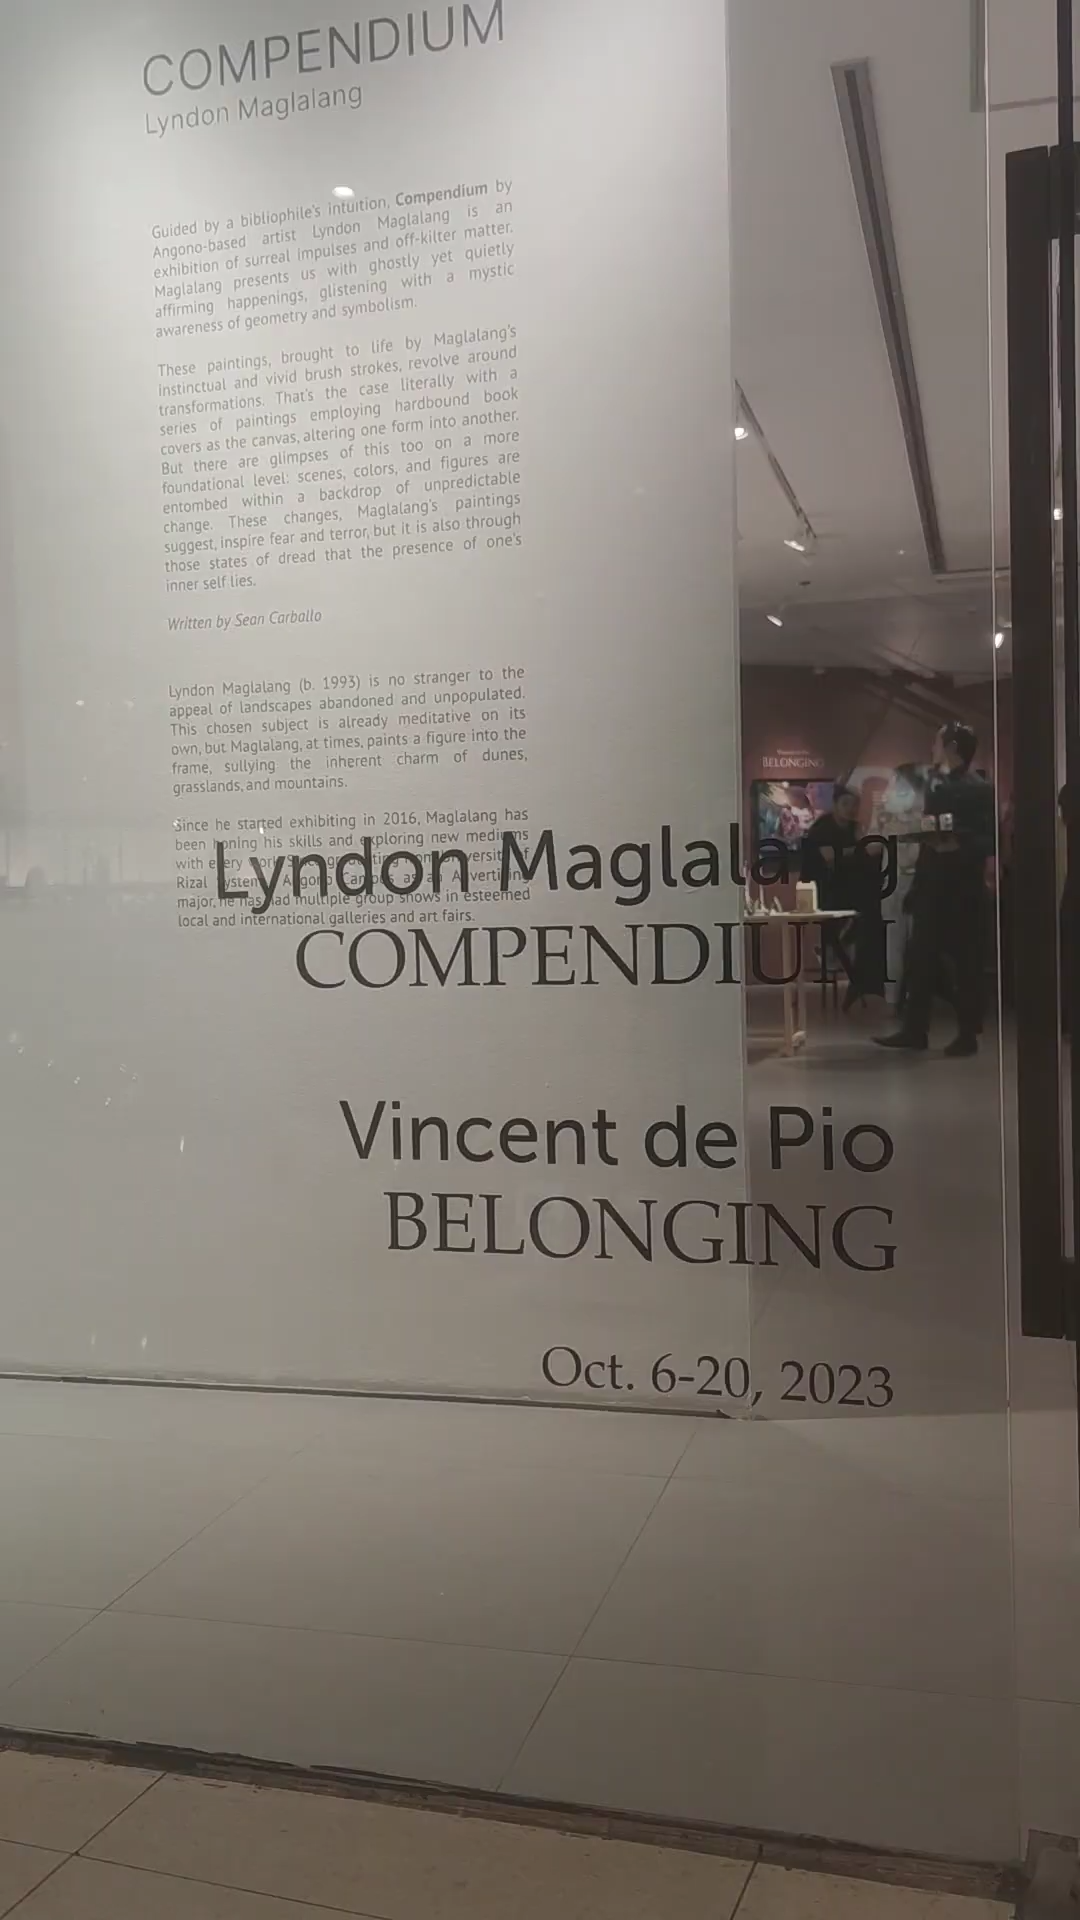 COMPENDIUM
Lyndon Maglalang
Guided by a bibliophile's intuition, Compendium by
Angono-based artist Lyndon Maglalang is an
exhibition of surreal impulses and off-kilter matter.
Maglalang presents us with ghostly yet quietly
affirming happenings, glistening with a mystic
awareness of geometry and symbolism.
These paintings, brought to life by Maglalang's
instinctual and vivid brush strokes, revolve around
transformations. That's the case literally with a
series of paintings employing hardbound book
covers as the canvas, altering one form into another.
But there are glimpses of this too on a more
foundational level: scenes, colors, and figures are
entombed within a backdrop of unpredictable
change. These changes, Maglalang's paintings
suggest, inspire fear and terror, but it is also through
those states of dread that the presence of one's
inner self lies.
Written by Sean Carballo
Lyndon Maglalang (b. 1993) is no stranger to the
appeal of landscapes abandoned and unpopulated.
This chosen subject is already meditative on its
own, but Maglalang, at times, paints a figure into the
frame, sullying the inherent charm of dunes,
grasslands, and mountains.
Since he started exhibiting in 2016, Maglalang has
been honing his skills and exploring new mediums
with every
Rizal System, Angono Campus as an Advertising
major, he has had multiple group shows in esteemed
local and international galleries and art fairs.
BELONGING
Lyndon Maglalang
COMPENDIUM
Vincent de Pio
BELONGING
Oct. 6-20, 2023